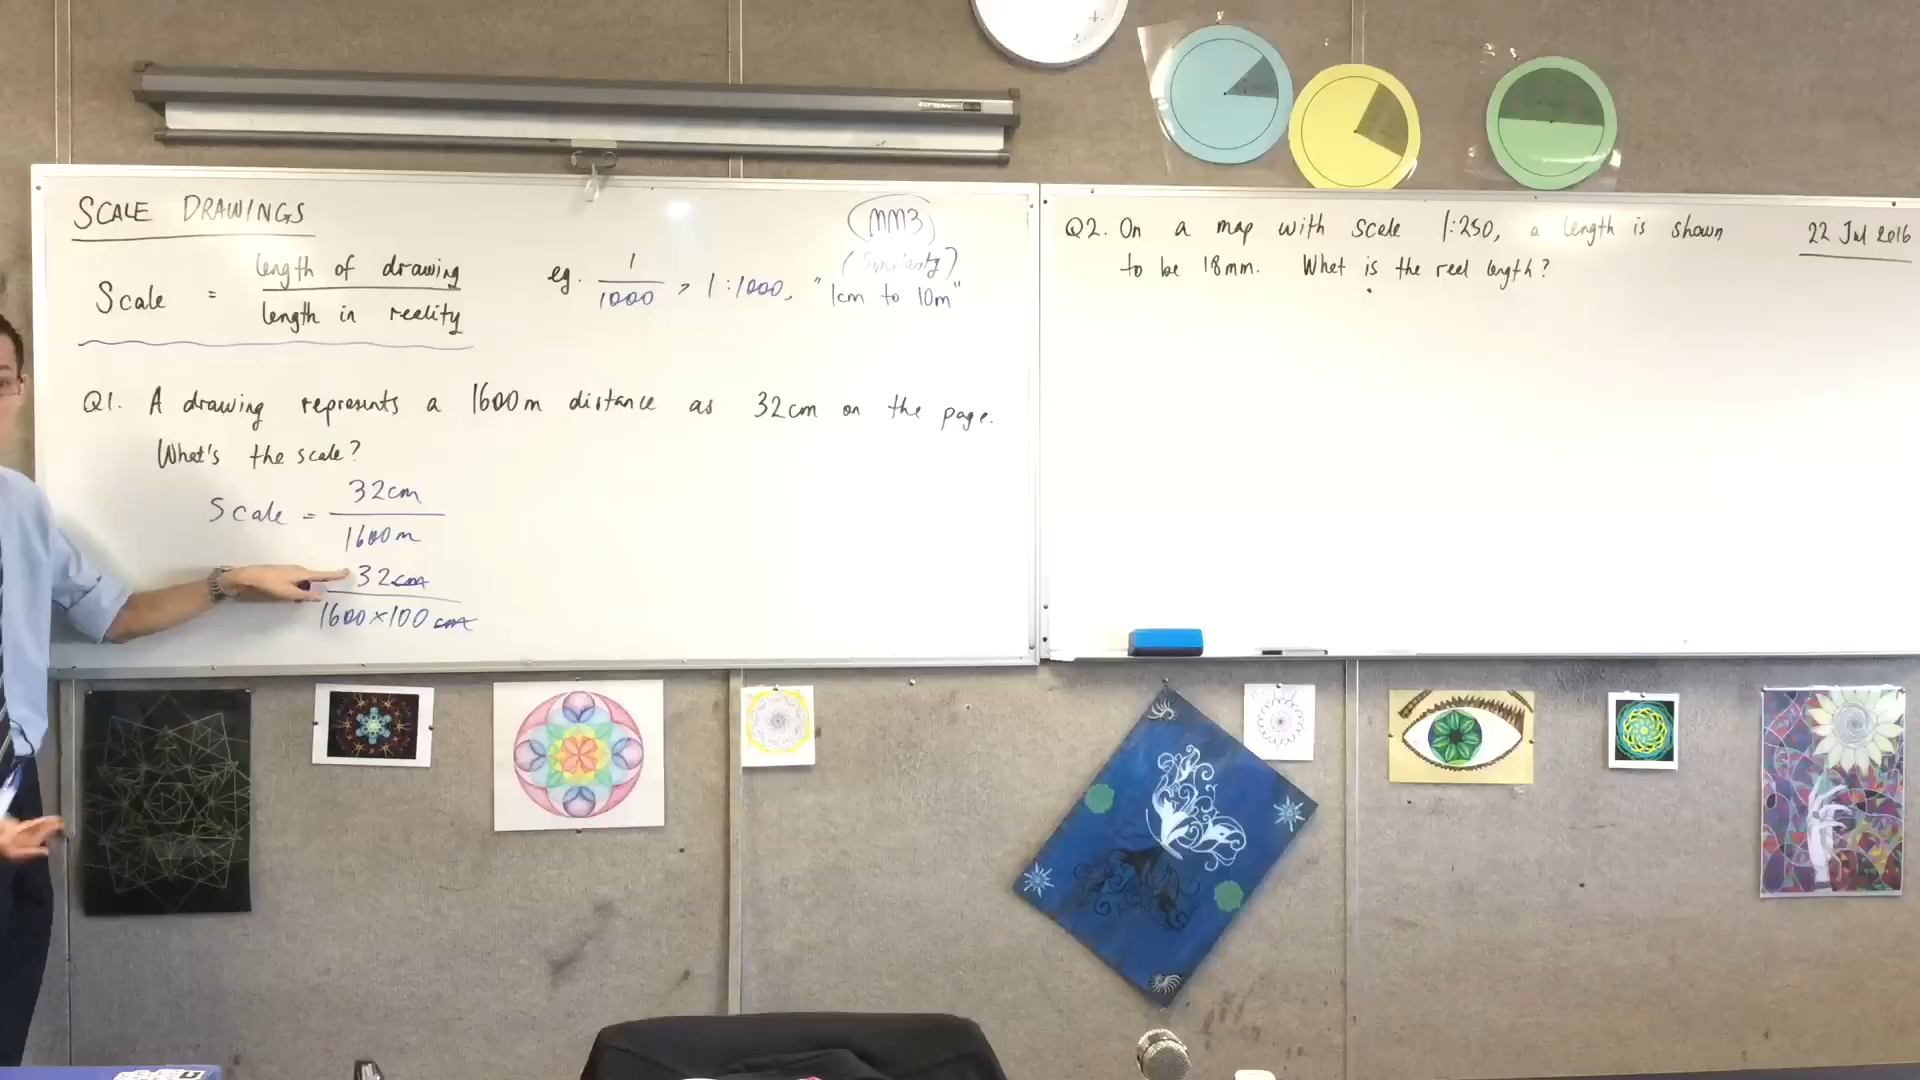 SCALE DRAWINGS
MM3
(Similarity)
Scale = length of drawing
length in reality
eg. 1
1000 , 1:1000, "1cm to 10m"
Q1. A drawing represents a 1600m distance as 32cm on the page.
What's the scale?
Scale = 32cm
1600m
32cm
1600×100cm
Q2. On a map with scale 1:250, a length is shown
to be 18mm. What is the real length?
22 Jul 2016